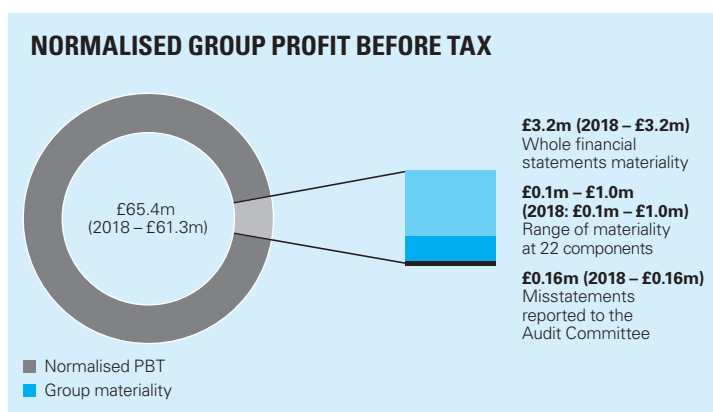 NORMALISED GROUP PROFIT BEFORE TAX
£65.4m
(2018 – £61.3m)
£3.2m (2018 – £3.2m)
Whole financial
statements materiality
£0.1m – £1.0m
(2018: £0.1m – £1.0m)
Range of materiality
at 22 components
£0.16m (2018 – £0.16m)
Misstatements
reported to the
Audit Committee
Normalised PBT
Group materiality